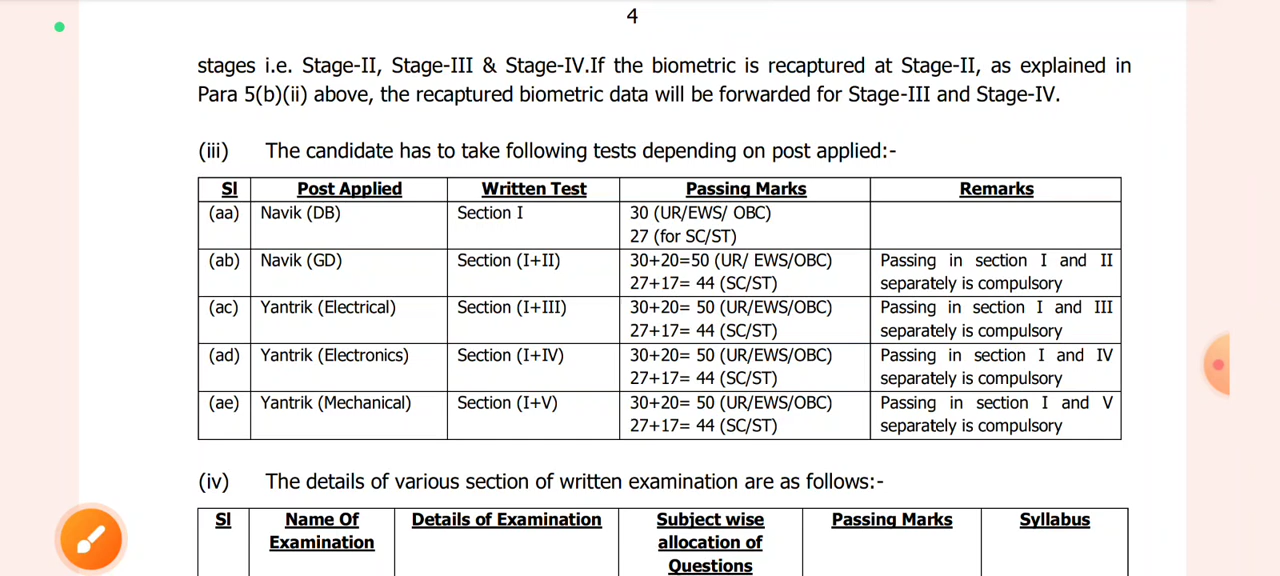 4
stages i.e. Stage-II, Stage-III & Stage-IV.If the biometric is recaptured at Stage-II, as explained in
Para 5(b)(ii) above, the recaptured biometric data will be forwarded for Stage-III and Stage-IV.
(iii) The candidate has to take following tests depending on post applied:-
Sl Post Applied Written Test Passing Marks Remarks
(aa) Navik (DB) Section I 30 (UR/EWS/ OBC)
27 (for SC/ST)
(ab) Navik (GD) Section (I+II) 30+20=50 (UR/ EWS/OBC) Passing in section I and II
27+17= 44 (SC/ST) separately is compulsory
(ac) Yantrik (Electrical) Section (I+III) 30+20= 50 (UR/EWS/OBC) Passing in section I and III
27+17= 44 (SC/ST) separately is compulsory
(ad) Yantrik (Electronics) Section (I+IV) 30+20= 50 (UR/EWS/OBC) Passing in section I and IV
27+17= 44 (SC/ST) separately is compulsory
(ae) Yantrik (Mechanical) Section (I+V) 30+20= 50 (UR/EWS/OBC) Passing in section I and V
27+17= 44 (SC/ST) separately is compulsory
(iv) The details of various section of written examination are as follows:-
Sl Name Of Details of Examination Subject wise Passing Marks Syllabus
Examination allocation of
Questions